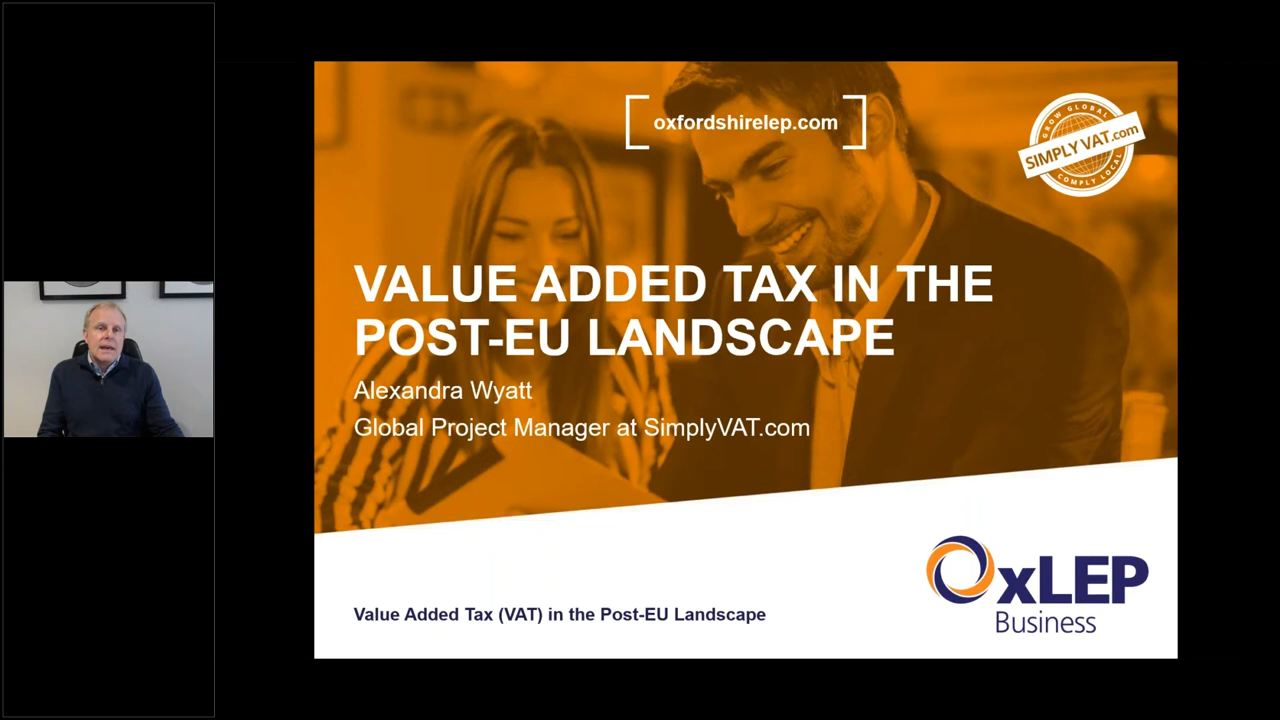 oxfordshirelep.com
GROW GLOBAL
SIMPLY VAT.com
COMPLY LOCAL
VALUE ADDED TAX IN THE
POST-EU LANDSCAPE
Alexandra Wyatt
Global Project Manager at SimplyVAT.com
OxLEP
Business
Value Added Tax (VAT) in the Post-EU Landscape